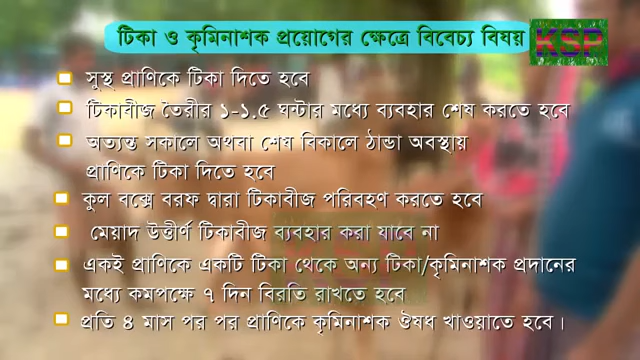 টিকা ও কৃমিনাশক প্রয়োগের ক্ষেত্রে বিবেচ্য বিষয়
KSP
সুস্থ প্রাণিকে টিকা দিতে হবে
টিকাবীজ তৈরীর ১-১.৫ ঘন্টার মধ্যে ব্যবহার শেষ করতে হবে
অত্যন্ত সকালে অথবা শেষ বিকালে ঠান্ডা অবস্থায়
প্রাণিকে টিকা দিতে হবে
কুল বক্সে বরফ দ্বারা টিকাবীজ পরিবহণ করতে হবে
মেয়াদ উত্তীর্ণ টিকাবীজ ব্যবহার করা যাবে না
একই প্রাণিকে একটি টিকা থেকে অন্য টিকা/কৃমিনাশক প্রদানের
মধ্যে কমপক্ষে ৭ দিন বিরতি রাখতে হবে
প্রতি ৪ মাস পর পর প্রাণিকে কৃমিনাশক ঔষধ খাওয়াতে হবে।